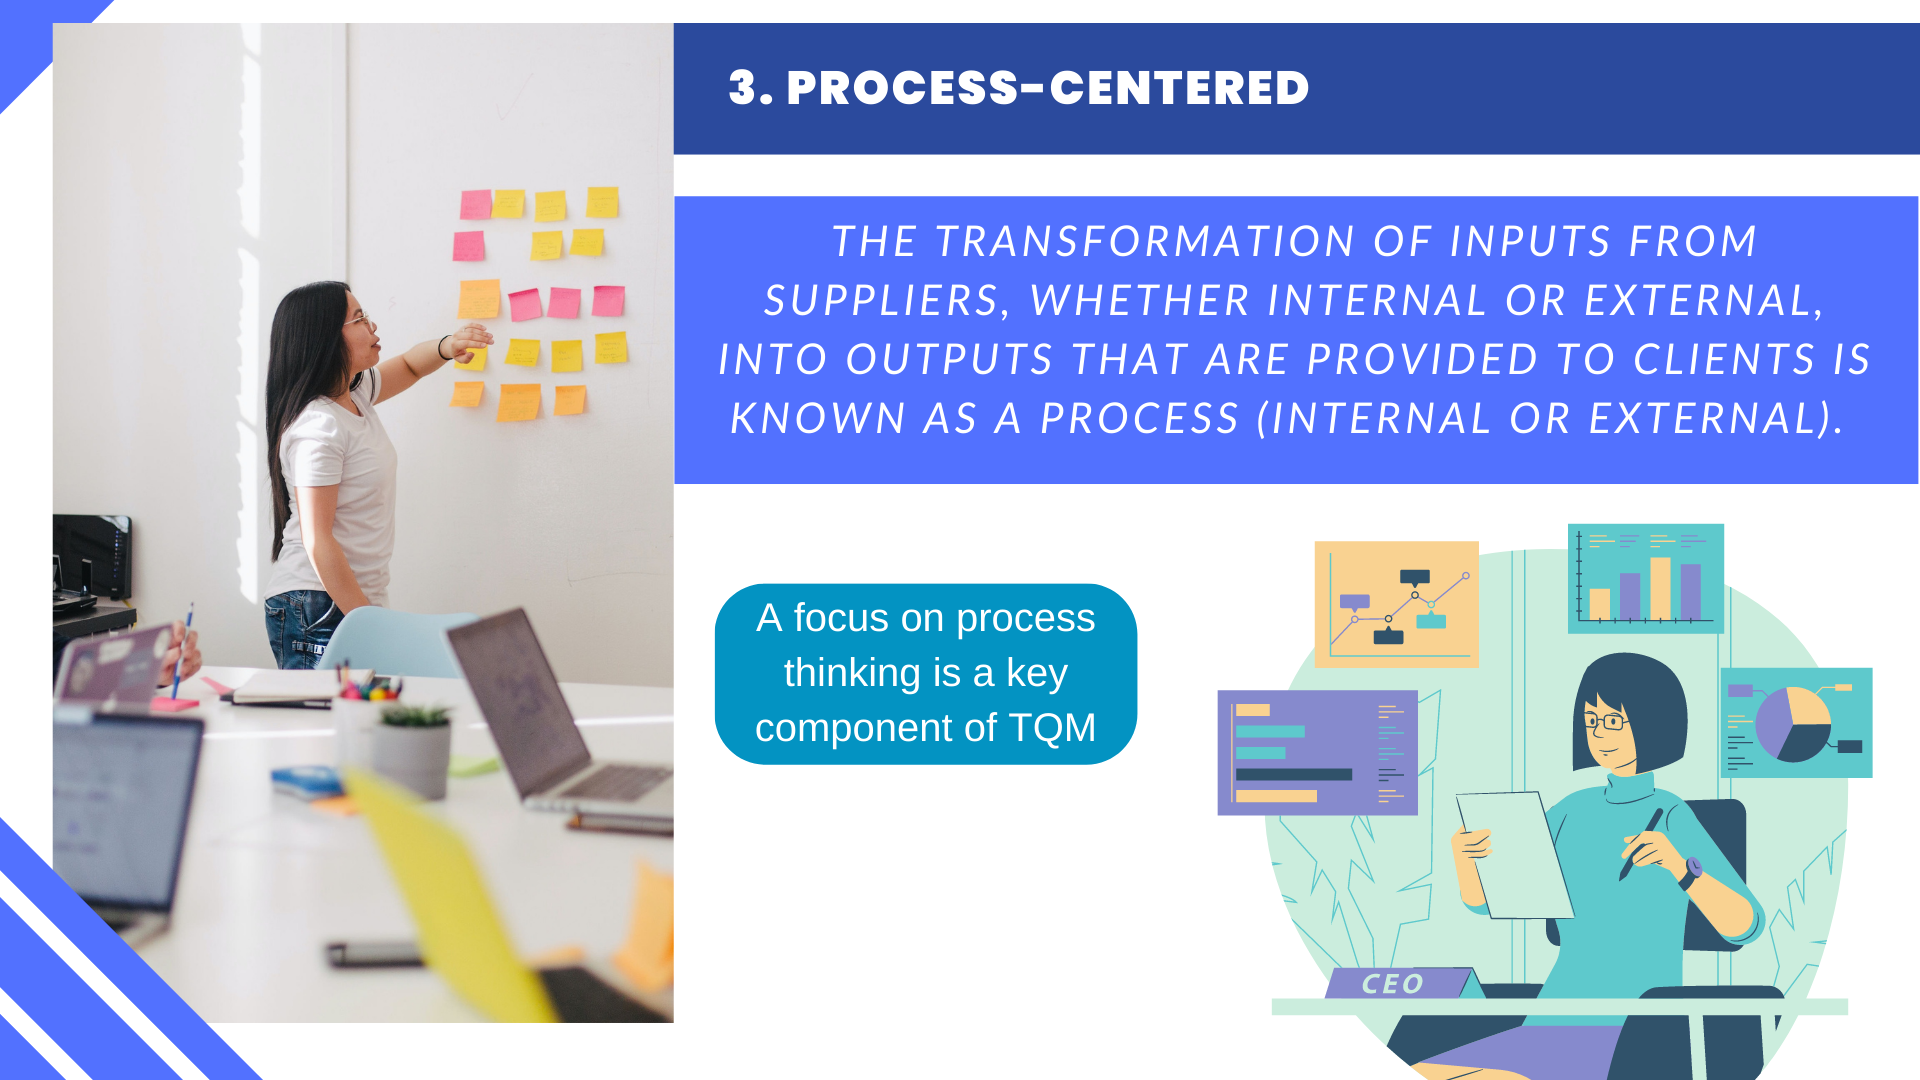 3. PROCESS-CENTERED
THE TRANSFORMATION OF INPUTS FROM
SUPPLIERS, WHETHER INTERNAL OR EXTERNAL,
INTO OUTPUTS THAT ARE PROVIDED TO CLIENTS IS
KNOWN AS A PROCESS (INTERNAL OR EXTERNAL).
A focus on process
thinking is a key
component of TQM
CEO